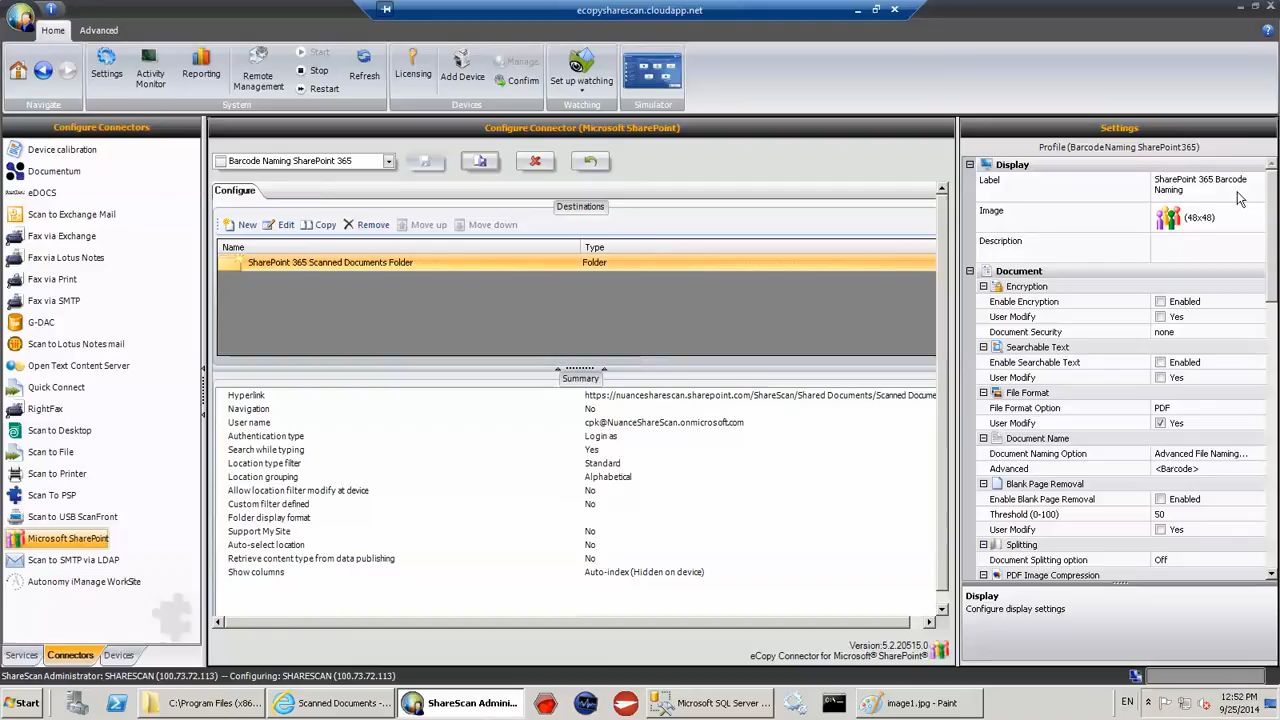 ecopysharescan.cloudapp.net
Home
Advanced
Settings
Activity
Monitor
Reporting
Remote
Management
Start
Stop
Restart
Refresh
Licensing
Add Device
Manage
Confirm
Set up watching
Navigate
System
Devices
Watching
Simulator
Configure Connectors
Device calibration
Documentum
eDOCS
Scan to Exchange Mail
Fax via Exchange
Fax via Lotus Notes
Fax via Print
Fax via SMTP
G-DAC
Scan to Lotus Notes mail
Open Text Content Server
Quick Connect
RightFax
Scan to Desktop
Scan to File
Scan to Printer
Scan To PSP
Scan to USB ScanFront
Microsoft SharePoint
Scan to SMTP via LDAP
Autonomy iManage WorkSite
Services
Connectors
Devices
Configure Connector (Microsoft SharePoint)
Barcode Naming SharePoint 365
Configure
Destinations
New
Edit
Copy
Remove
Move up
Move down
Name
Type
SharePoint 365 Scanned Documents Folder
Folder
Summary
Hyperlink https://nuancesharescan.sharepoint.com/ShareScan/Shared Documents/Scanned Docume
Navigation No
User name cpk@NuanceShareScan.onmicrosoft.com
Authentication type Login as
Search while typing Yes
Location type filter Standard
Location grouping Alphabetical
Allow location filter modify at device No
Custom filter defined No
Folder display format
Support My Site No
Auto-select location No
Retrieve content type from data publishing No
Show columns Auto-index (Hidden on device)
Version:5.2.20515.0
eCopy Connector for Microsoft® SharePoint®
Settings
Profile (Barcode Naming SharePoint 365)
Display
Label SharePoint 365 Barcode
Naming
Image (48x48)
Description
Document
Encryption
Enable Encryption Enabled
User Modify Yes
Document Security none
Searchable Text
Enable Searchable Text Enabled
User Modify Yes
File Format
File Format Option PDF
User Modify Yes
Document Name
Document Naming Option Advanced File Naming...
Advanced <Barcode>
Blank Page Removal
Enable Blank Page Removal Enabled
Threshold (0-100) 50
User Modify Yes
Splitting
Document Splitting option Off
PDF Image Compression
Display
Configure display settings
ShareScan Administrator: SHARESCAN (100.73.72.113) -- Configuring: SHARESCAN (100.73.72.113)
Start
C:\Program Files (x86...
Scanned Documents -...
ShareScan Admini...
Microsoft SQL Server ...
image1.jpg - Paint
EN
12:52 PM
9/25/2014